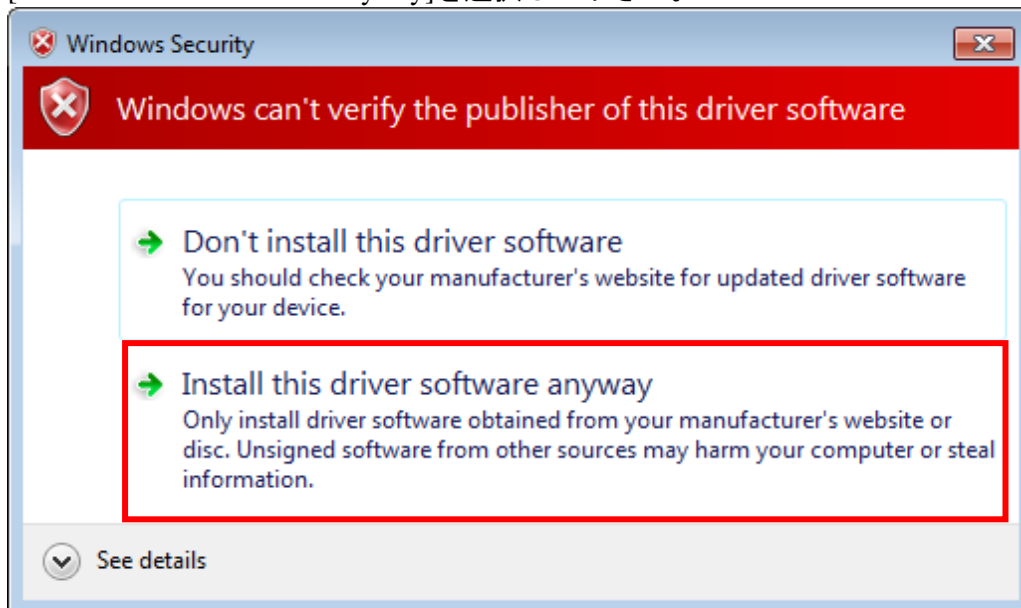 Windows Security
Windows can't verify the publisher of this driver software
Don't install this driver software
You should check your manufacturer's website for updated driver software
for your device.
Install this driver software anyway
Only install driver software obtained from your manufacturer's website or
disc. Unsigned software from other sources may harm your computer or steal
information.
See details